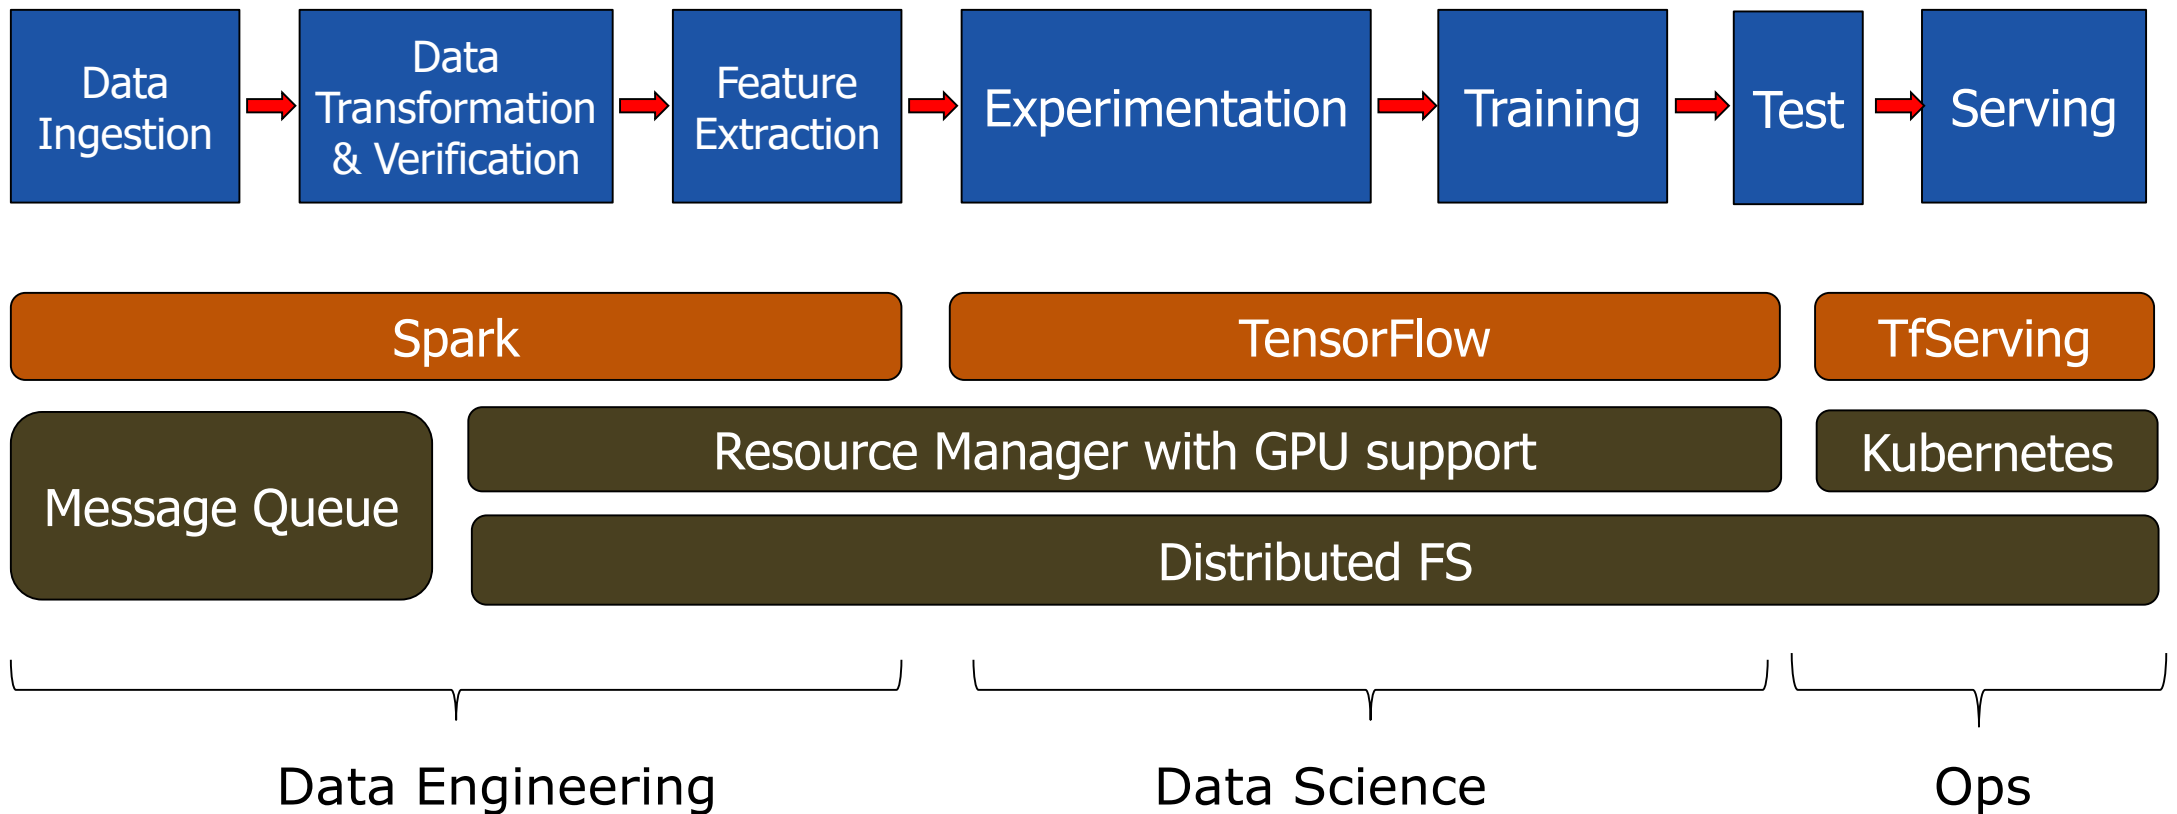 Data
Ingestion
Data
Transformation
& Verification
Feature
Extraction
Experimentation
Training
Test
Serving
Spark
TensorFlow
TfServing
Message Queue
Resource Manager with GPU support
Kubernetes
Distributed FS
Data Engineering
Data Science
Ops